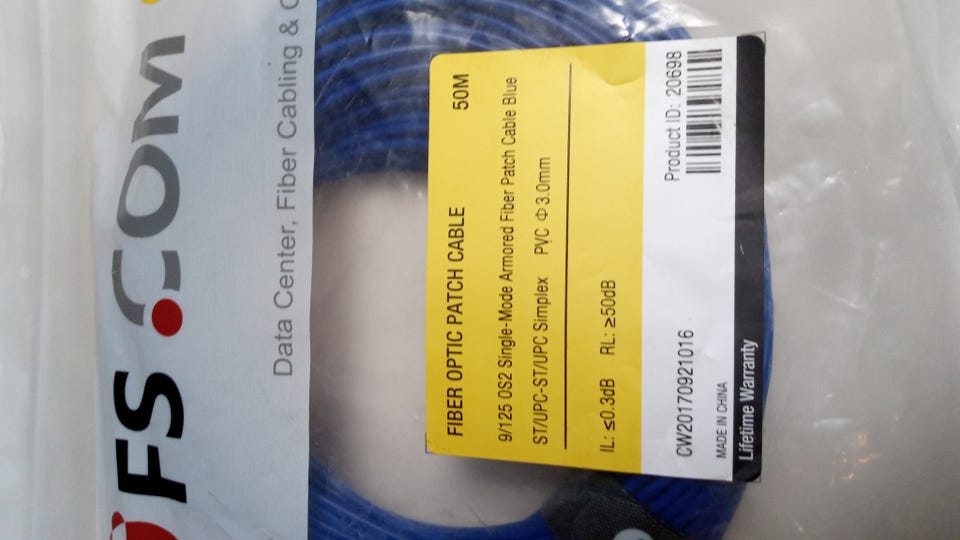 FS.COM
Data Center, Fiber Cabling &
FIBER OPTIC PATCH CABLE 50M
9/125 OS2 Single-Mode Armored Fiber Patch Cable Blue
ST/UPC-ST/UPC Simplex PVC Φ3.0mm
IL: ≤0.3dB RL: ≥50dB
CW20170921016 Product ID: 20698
MADE IN CHINA
Lifetime Warranty